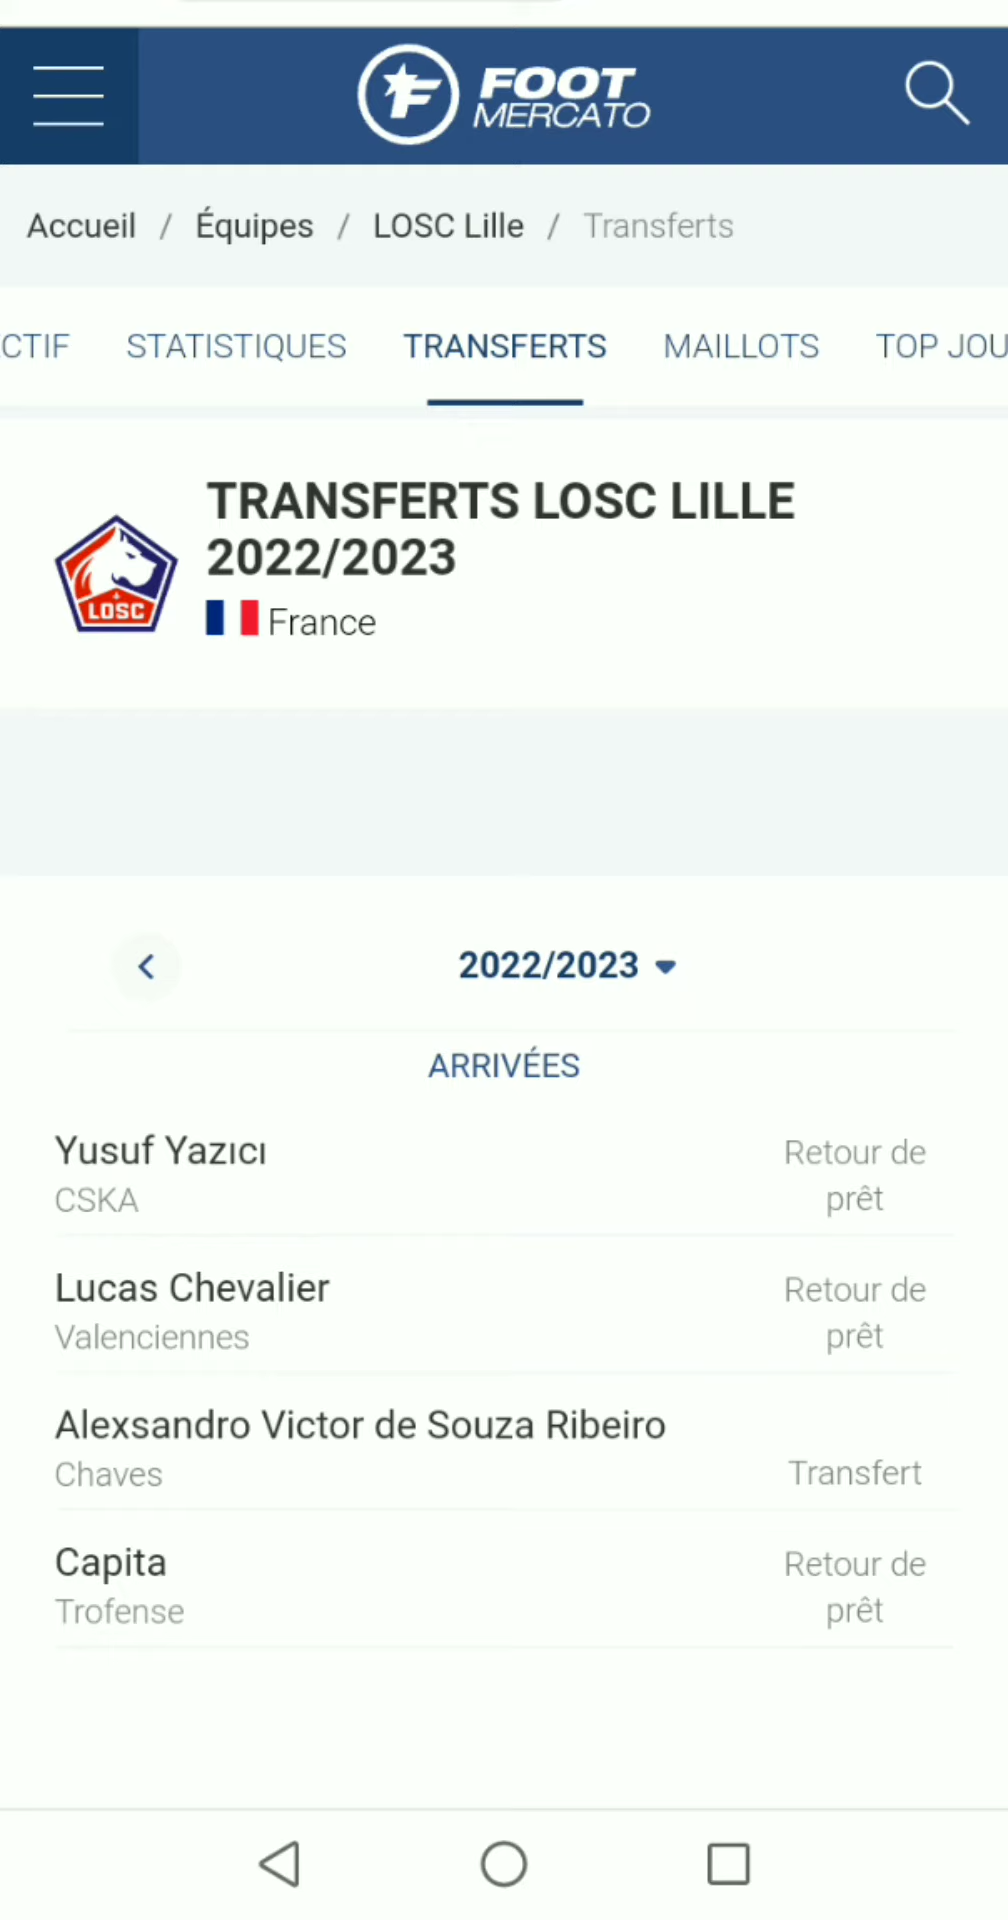 FOOT
MERCATO
Accueil / Équipes / LOSC Lille / Transferts
CTIF STATISTIQUES TRANSFERTS MAILLOTS TOP JOU
TRANSFERTS LOSC LILLE
2022/2023
LOSC
France
2022/2023
ARRIVÉES
Yusuf Yazıcı
CSKA
Retour de
prêt
Lucas Chevalier
Valenciennes
Retour de
prêt
Alexsandro Victor de Souza Ribeiro
Chaves
Transfert
Capita
Trofense
Retour de
prêt